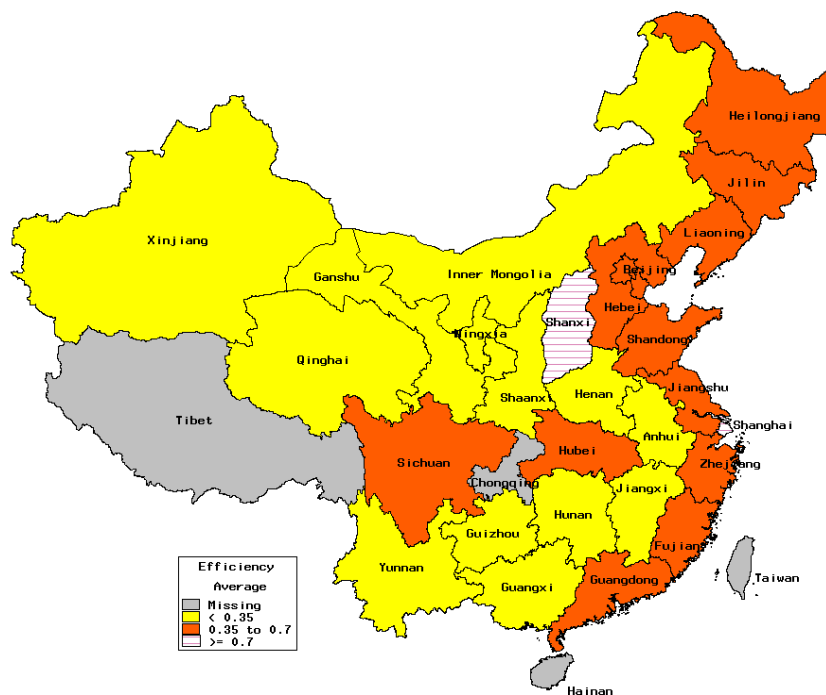 Heilongjiang
Jilin
Liaoning
Xinjiang
Ganshu
Inner Mongolia
Beijing
Hebei
Ningxia
Shanxi
Shandong
Qinghai
Jiangshu
Shaanxi
Henan
Tibet
Shanghai
Anhui
Sichuan
Hubei
Zhejiang
Chongqing
Jiangxi
Hunan
Guizhou
Fujian
Yunnan
Guangxi
Guangdong
Taiwan
Hainan
Efficiency
Average
Missing
< 0.35
0.35 to 0.7
>= 0.7